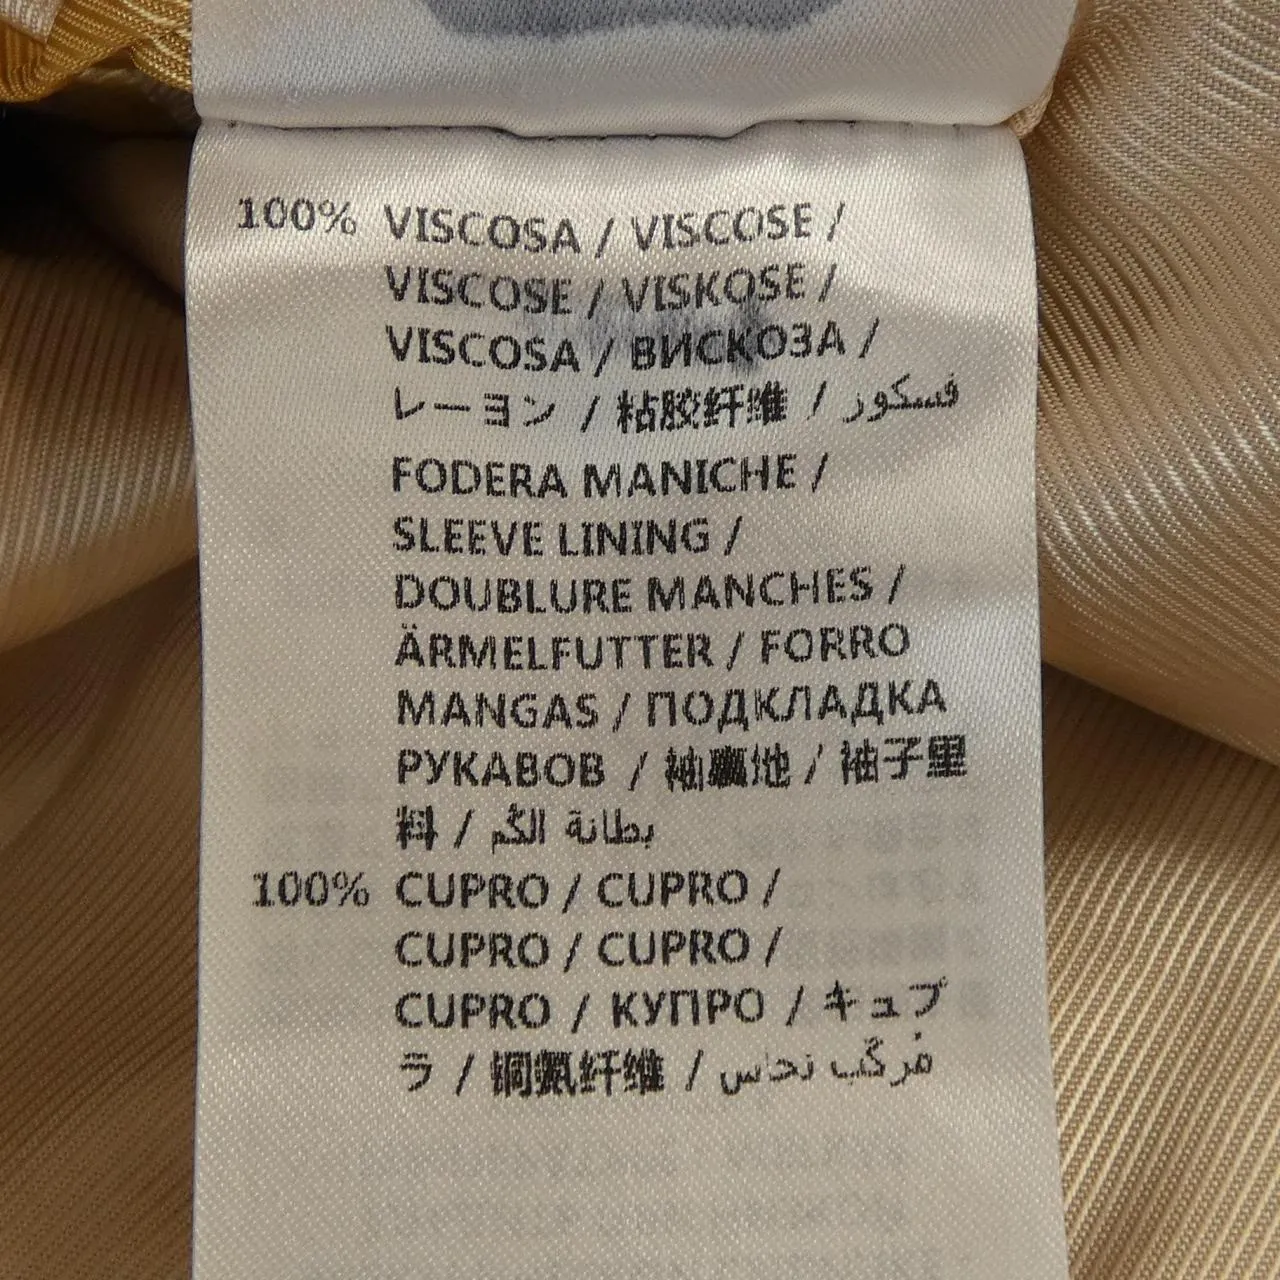 100% VISCOSA / VISCOSE /
VISCOSE / VISKOSE /
VISCOSA / ВИСКОЗА /
レーヨン / 粘胶纤维 / فسكوز
FODERA MANICHE /
SLEEVE LINING /
DOUBLURE MANCHES /
ÄRMELFUTTER / FORRO
MANGAS / ПОДКЛАДКА
РУКАВОВ / 袖裏地 / 袖子里
料 / بطانة الكم
100% CUPRO / CUPRO /
CUPRO / CUPRO /
CUPRO / КУПРО / キュプ
ラ / 铜氨纤维 / مركب نحاس